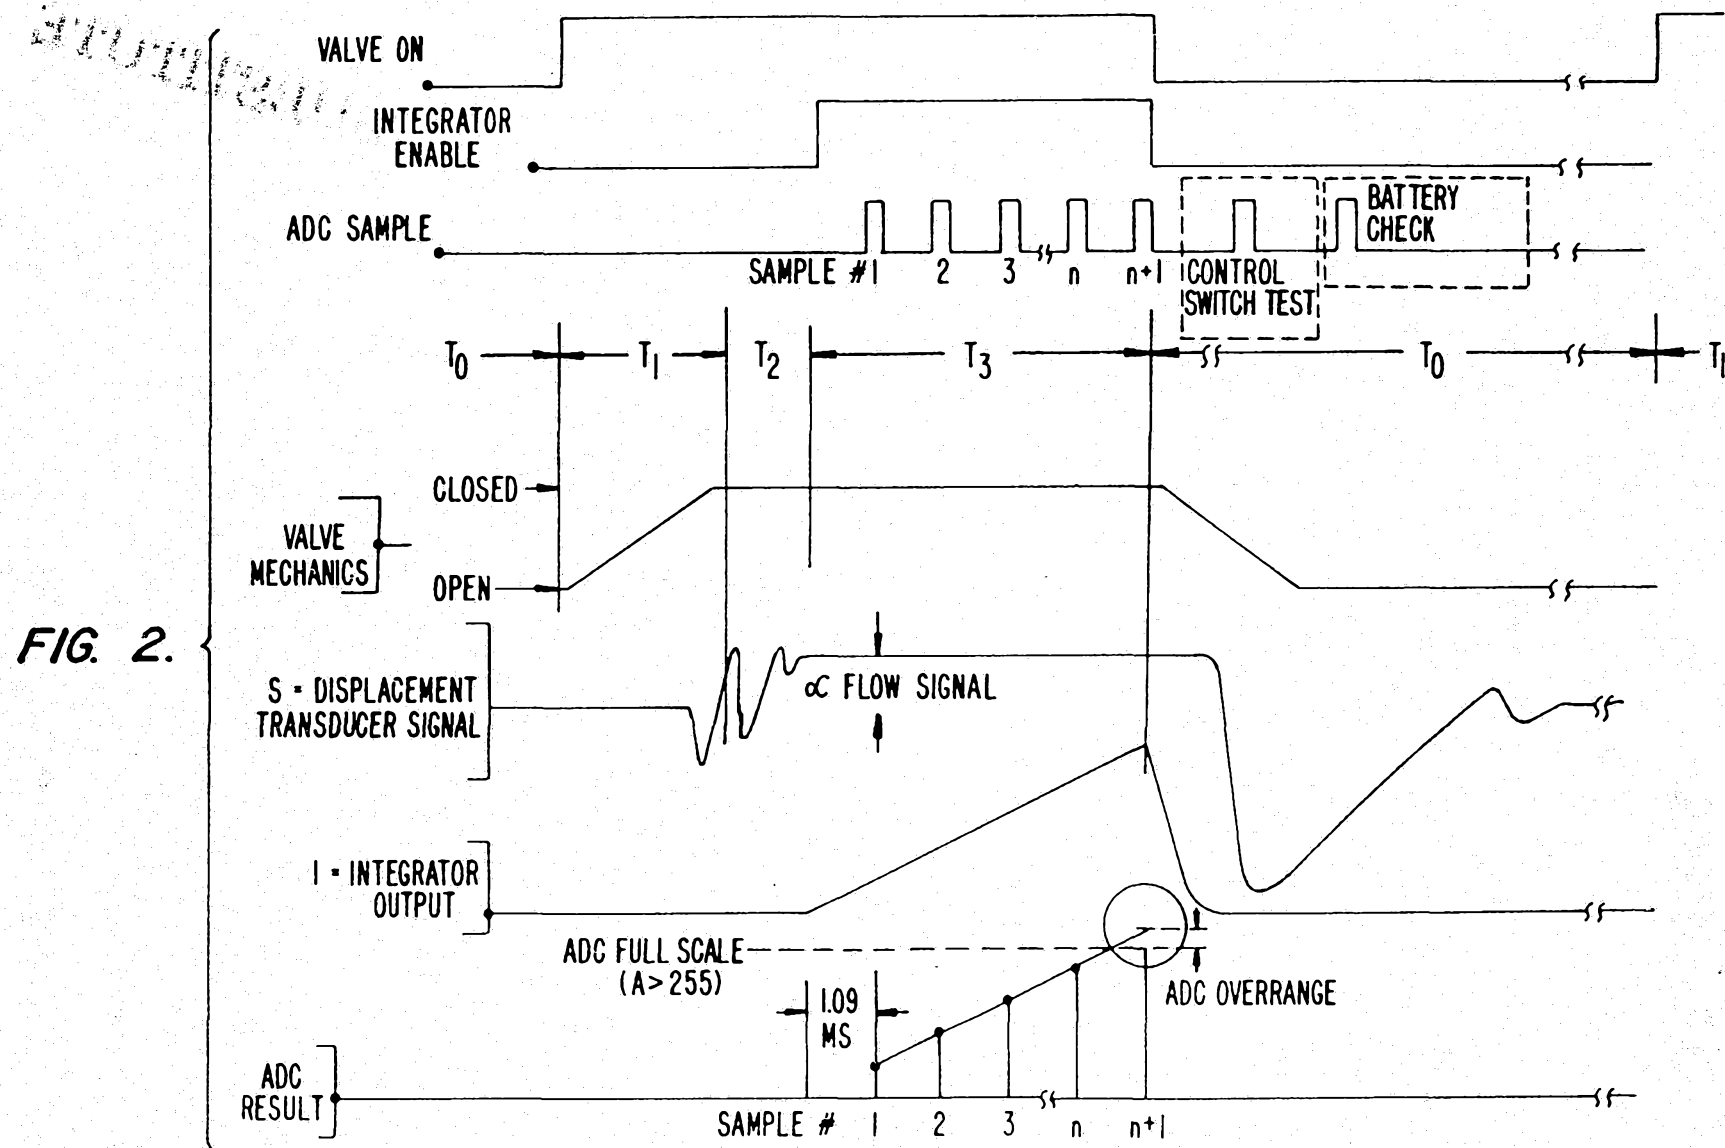 VALVE ON
INTEGRATOR
ENABLE
ADC SAMPLE
BATTERY
CHECK
SAMPLE #1 2 3 n n+1
CONTROL
SWITCH TEST
T0 T1 T2 T3 T0 T1
CLOSED
VALVE
MECHANICS
OPEN
FIG. 2.
S = DISPLACEMENT
TRANSDUCER SIGNAL
∝ FLOW SIGNAL
I = INTEGRATOR
OUTPUT
ADC FULL SCALE
(A>255)
ADC OVERRANGE
1.09
MS
ADC
RESULT
SAMPLE # 1 2 3 n n+1